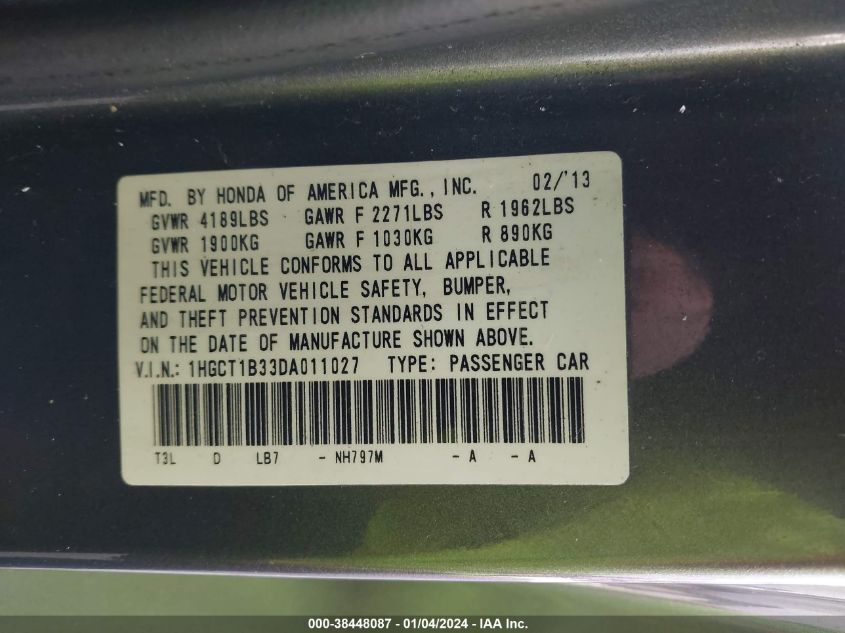 MFD. BY HONDA OF AMERICA MFG., INC. 02/'13
GVWR 4189LBS GAWR F 2271LBS R 1962LBS
GVWR 1900KG GAWR F 1030KG R 890KG
THIS VEHICLE CONFORMS TO ALL APPLICABLE
FEDERAL MOTOR VEHICLE SAFETY, BUMPER,
AND THEFT PREVENTION STANDARDS IN EFFECT
ON THE DATE OF MANUFACTURE SHOWN ABOVE.
V.I.N.: 1HGCT1B33DA011027 TYPE: PASSENGER CAR
T3L D LB7 - NH797M - A - A
000-38448087 - 01/04/2024 - IAA Inc.